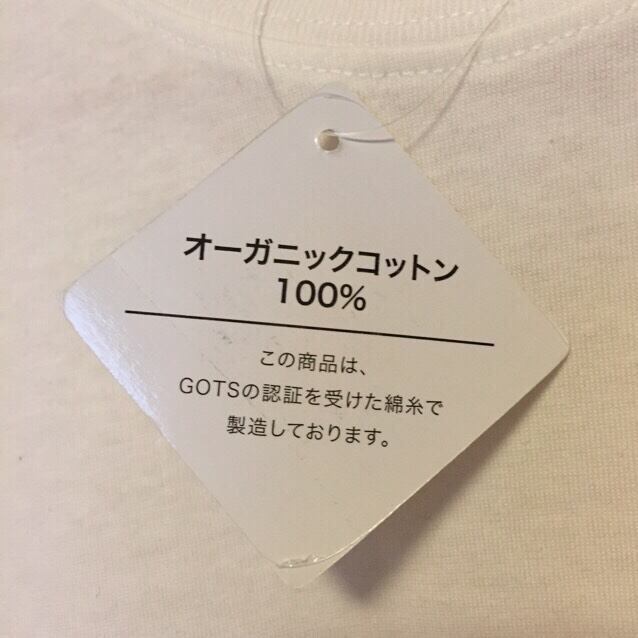 オーガニックコットン
100%
この商品は、
GOTSの認証を受けた綿糸で
製造しております。